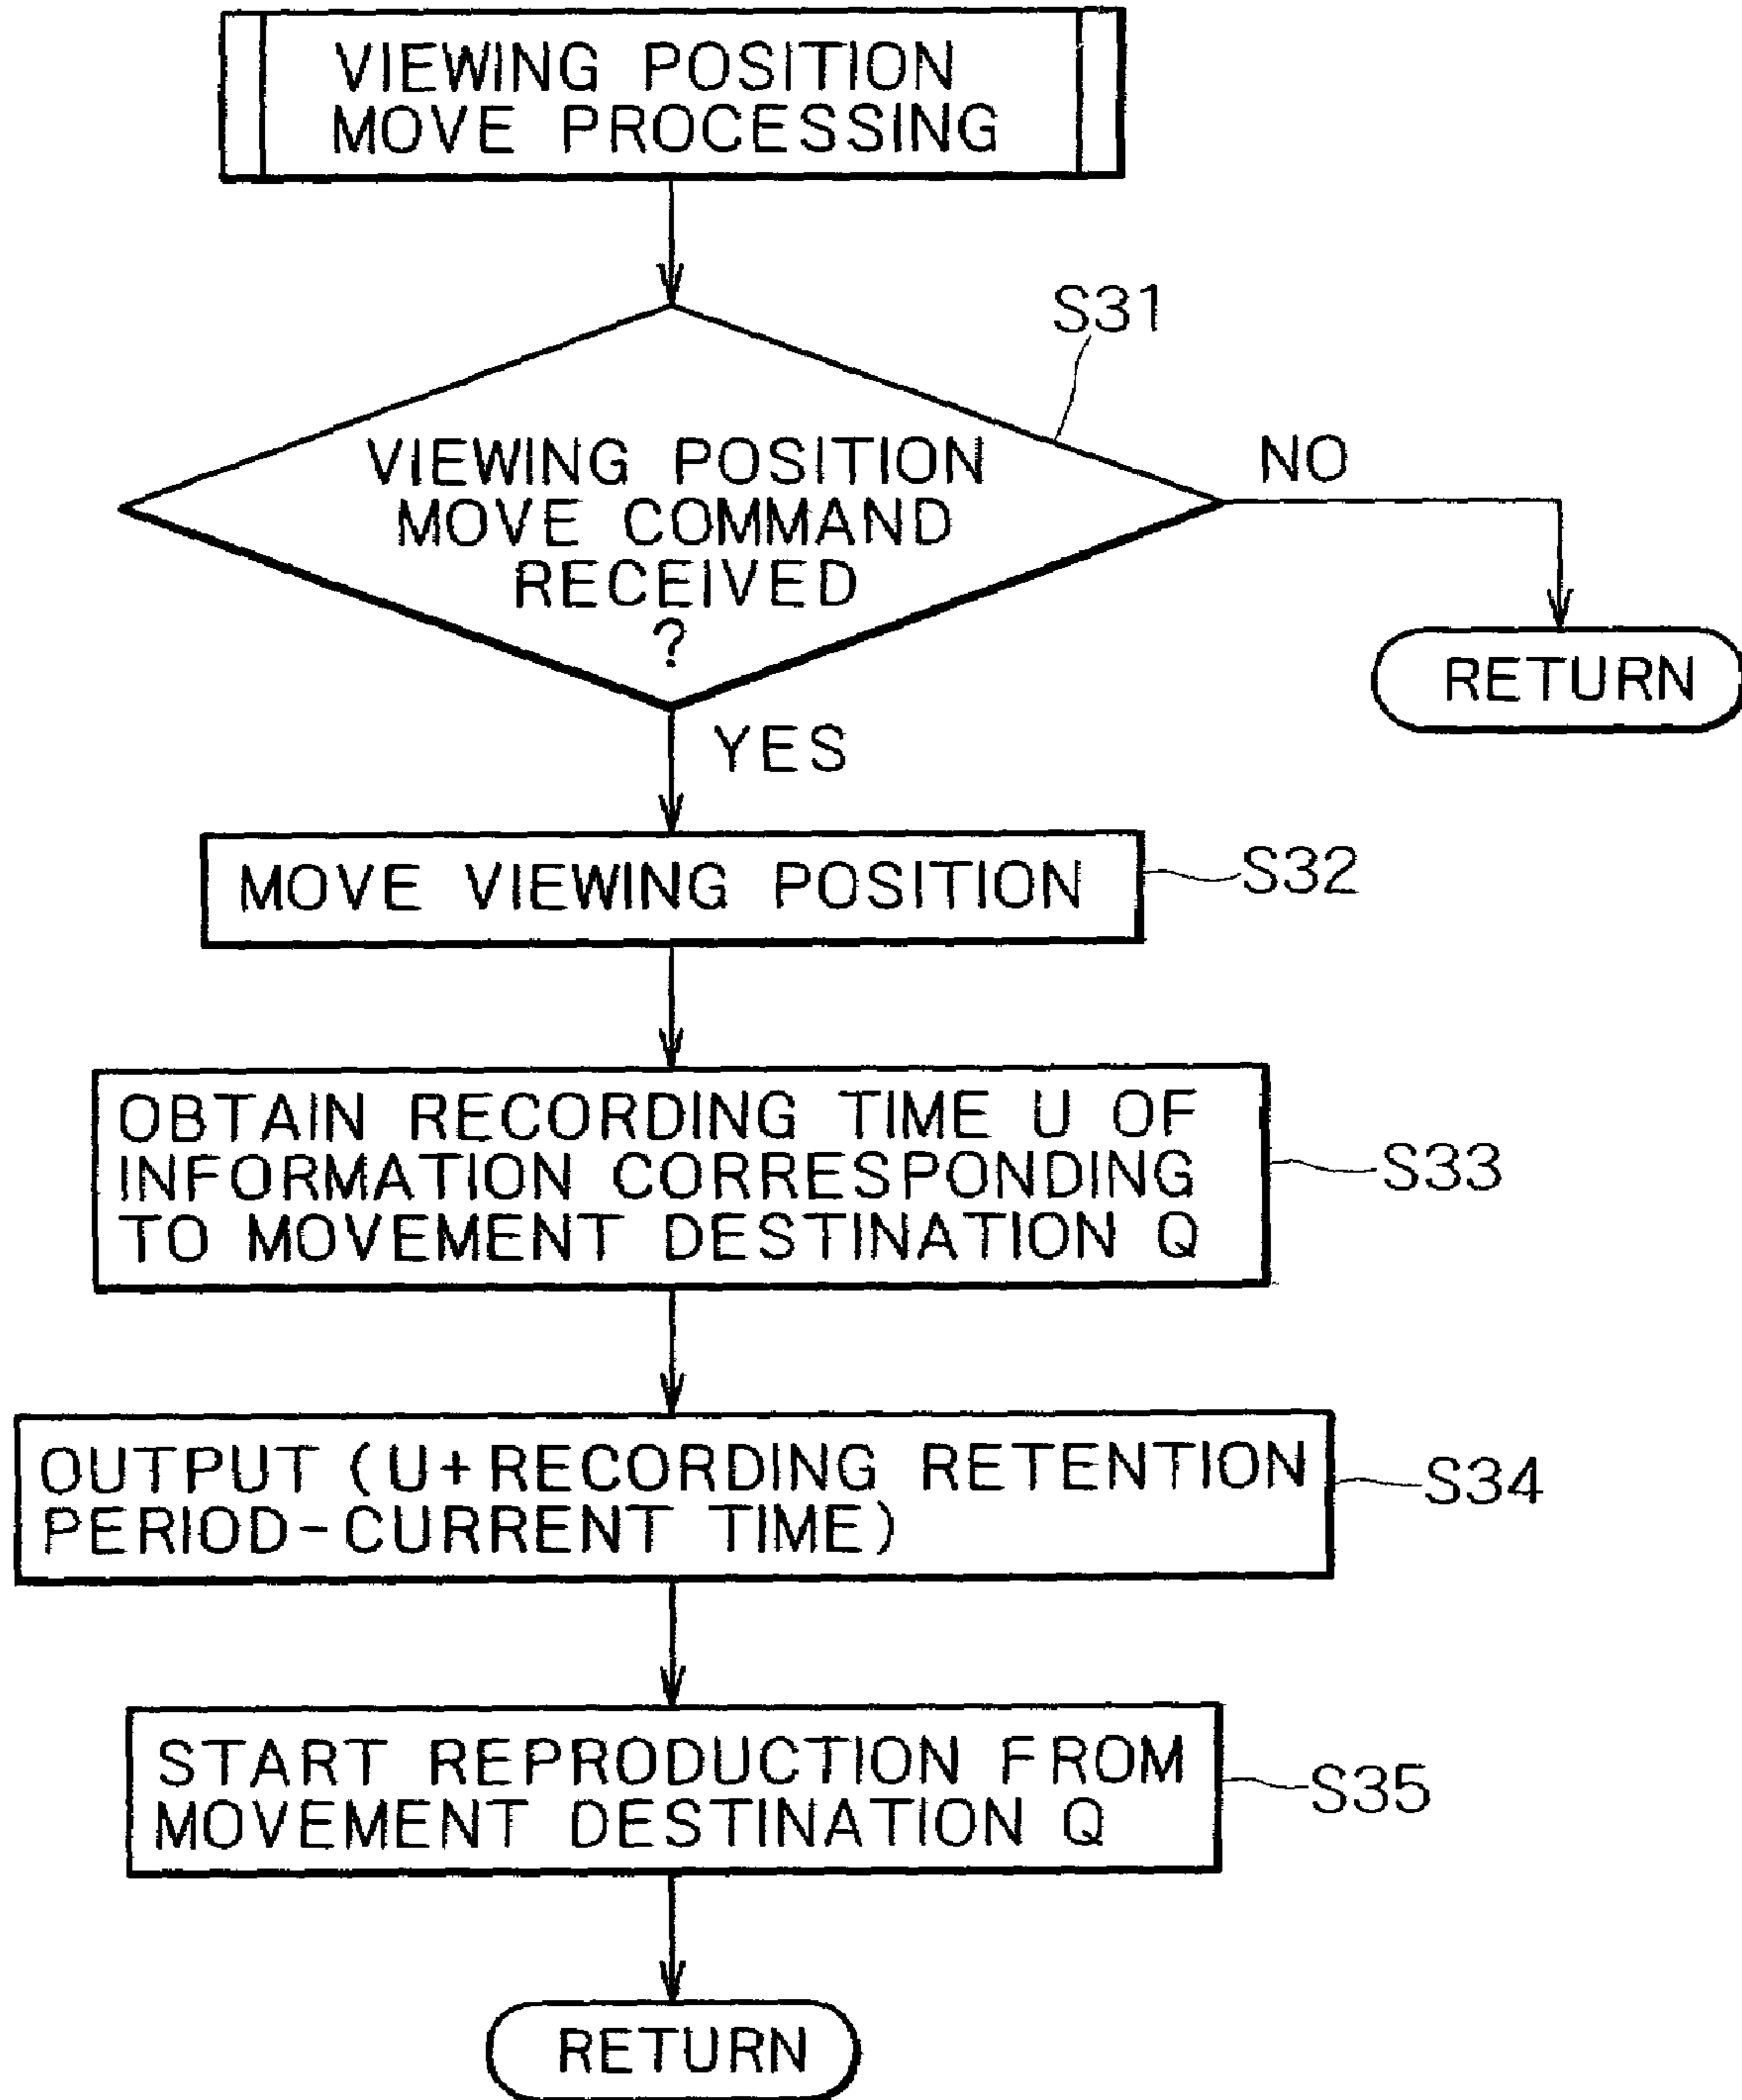 VIEWING POSITION
MOVE PROCESSING
S31
VIEWING POSITION
MOVE COMMAND
RECEIVED
?
NO
RETURN
YES
MOVE VIEWING POSITION
S32
OBTAIN RECORDING TIME U OF
INFORMATION CORRESPONDING
TO MOVEMENT DESTINATION Q
S33
OUTPUT (U+RECORDING RETENTION
PERIOD-CURRENT TIME)
S34
START REPRODUCTION FROM
MOVEMENT DESTINATION Q
S35
RETURN